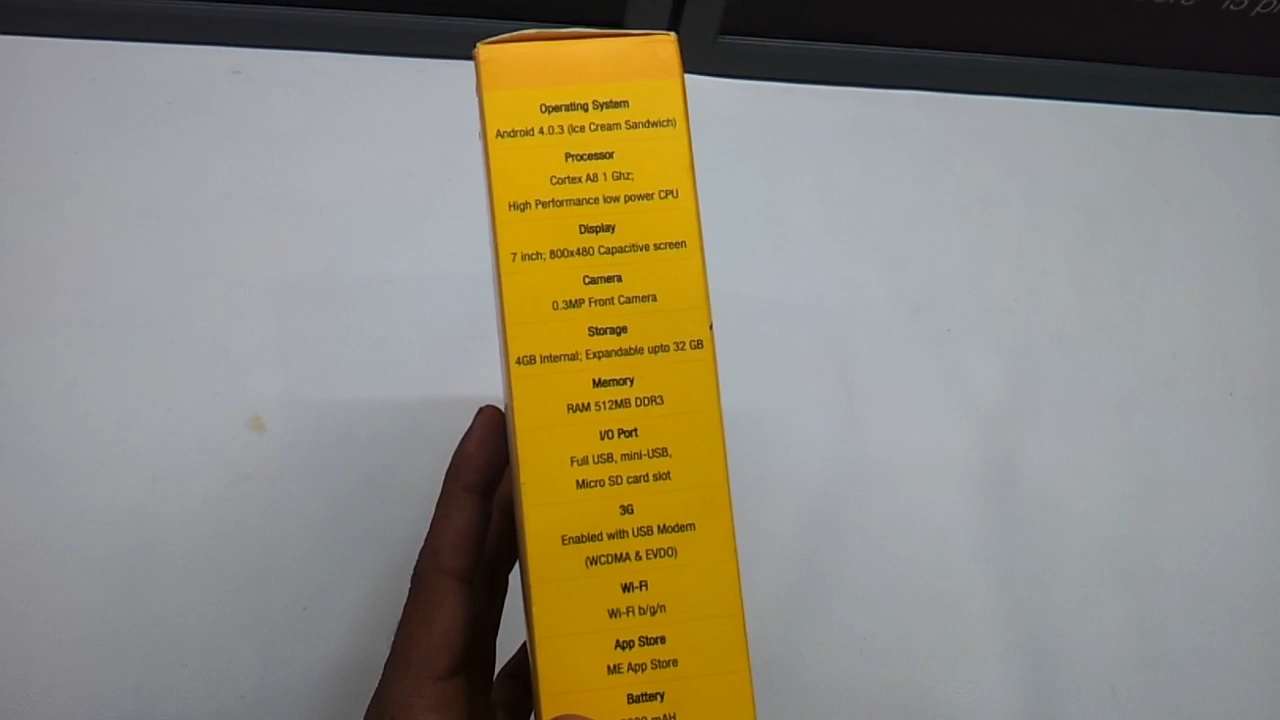 Operating System
Android 4.0.3 (Ice Cream Sandwich)
Processor
Cortex A8 1 Ghz;
High Performance low power CPU
Display
7 inch; 800x480 Capacitive screen
Camera
0.3MP Front Camera
Storage
4GB Internal; Expandable upto 32 GB
Memory
RAM 512MB DDR3
I/O Port
Full USB, mini-USB,
Micro SD card slot
3G
Enabled with USB Modem
(WCDMA & EVDO)
Wi-Fi
Wi-Fi b/g/n
App Store
ME App Store
Battery
mAH